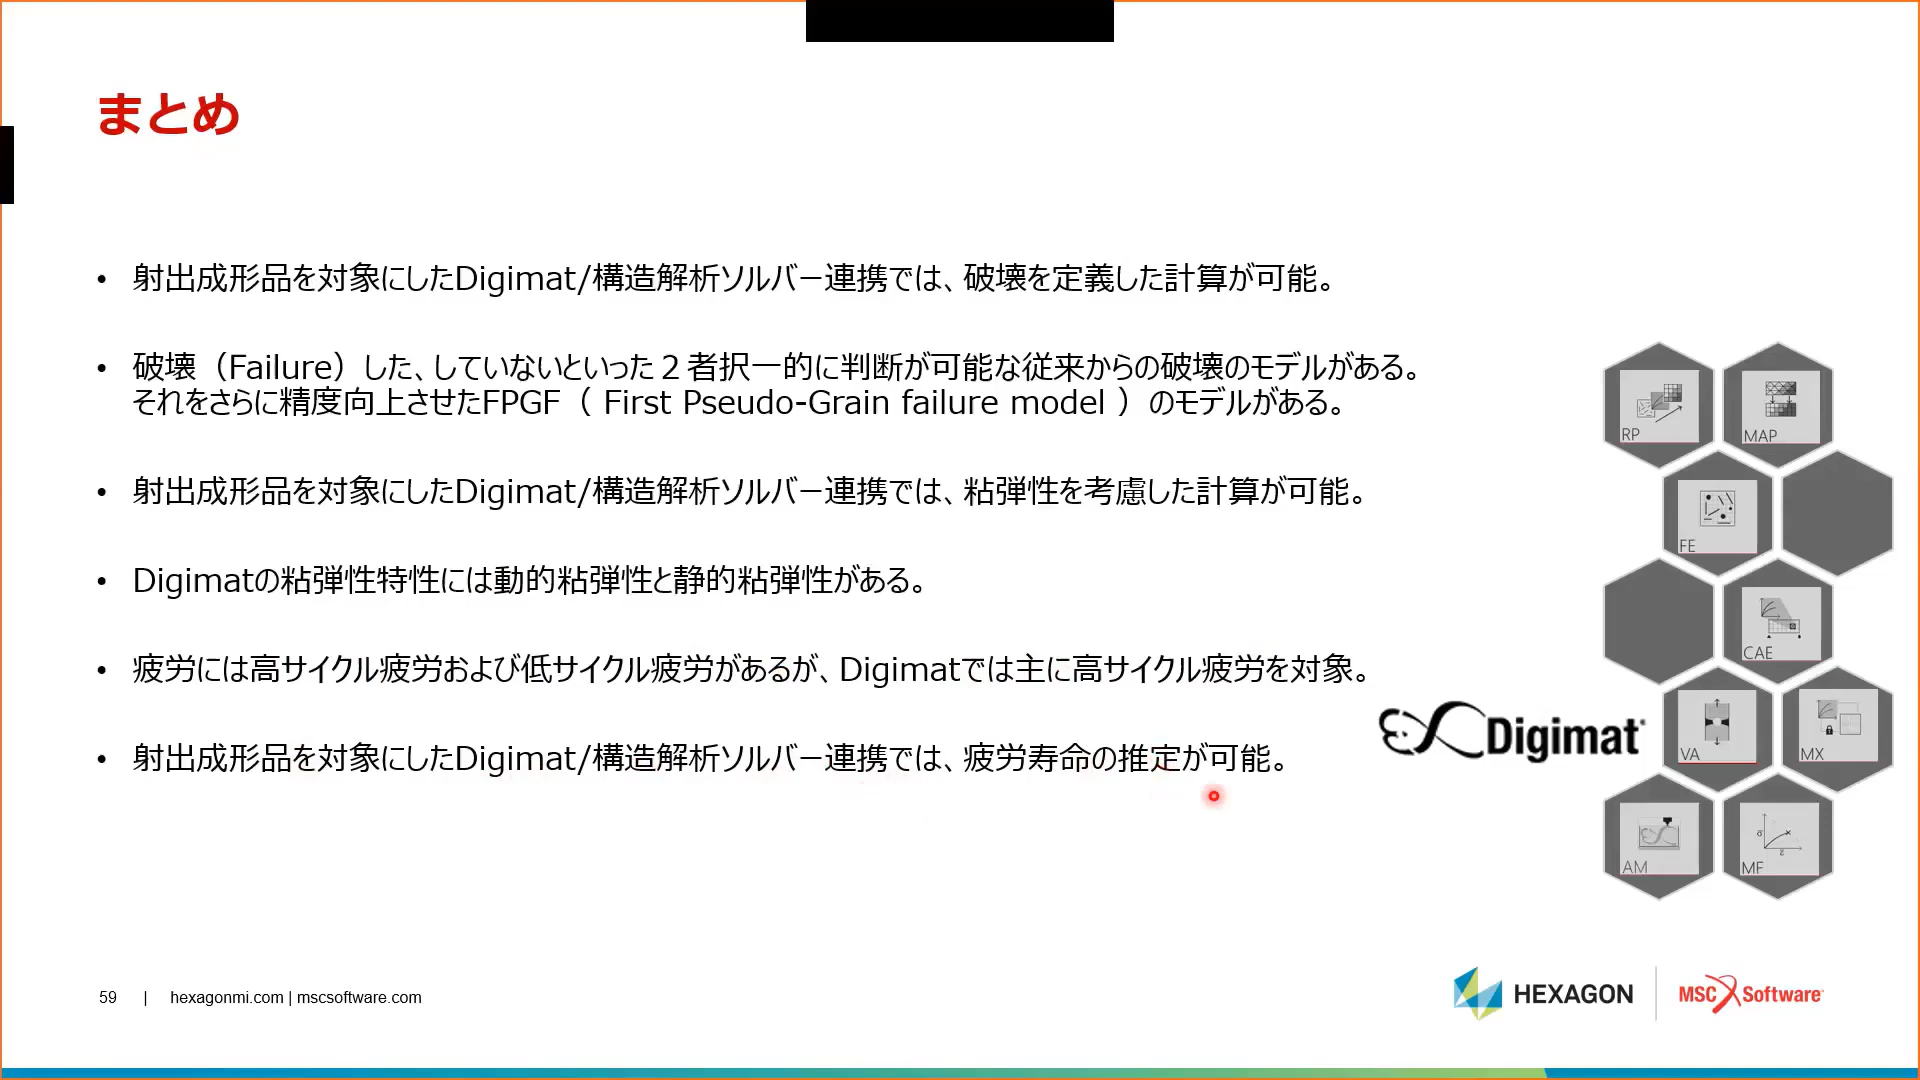 まとめ
• 射出成形品を対象にしたDigimat/構造解析ソルバー連携では、破壊を定義した計算が可能。
• 破壊（Failure）した、していないといった２者択一的に判断が可能な従来からの破壊のモデルがある。
それをさらに精度向上させたFPGF（ First Pseudo-Grain failure model ）のモデルがある。
• 射出成形品を対象にしたDigimat/構造解析ソルバー連携では、粘弾性を考慮した計算が可能。
• Digimatの粘弾性特性には動的粘弾性と静的粘弾性がある。
• 疲労には高サイクル疲労および低サイクル疲労があるが、Digimatでは主に高サイクル疲労を対象。
• 射出成形品を対象にしたDigimat/構造解析ソルバー連携では、疲労寿命の推定が可能。
RP
MAP
FE
CAE
Digimat
VA
MX
AM
MF
59 | hexagonmi.com | mscsoftware.com
HEXAGON
MSC Software